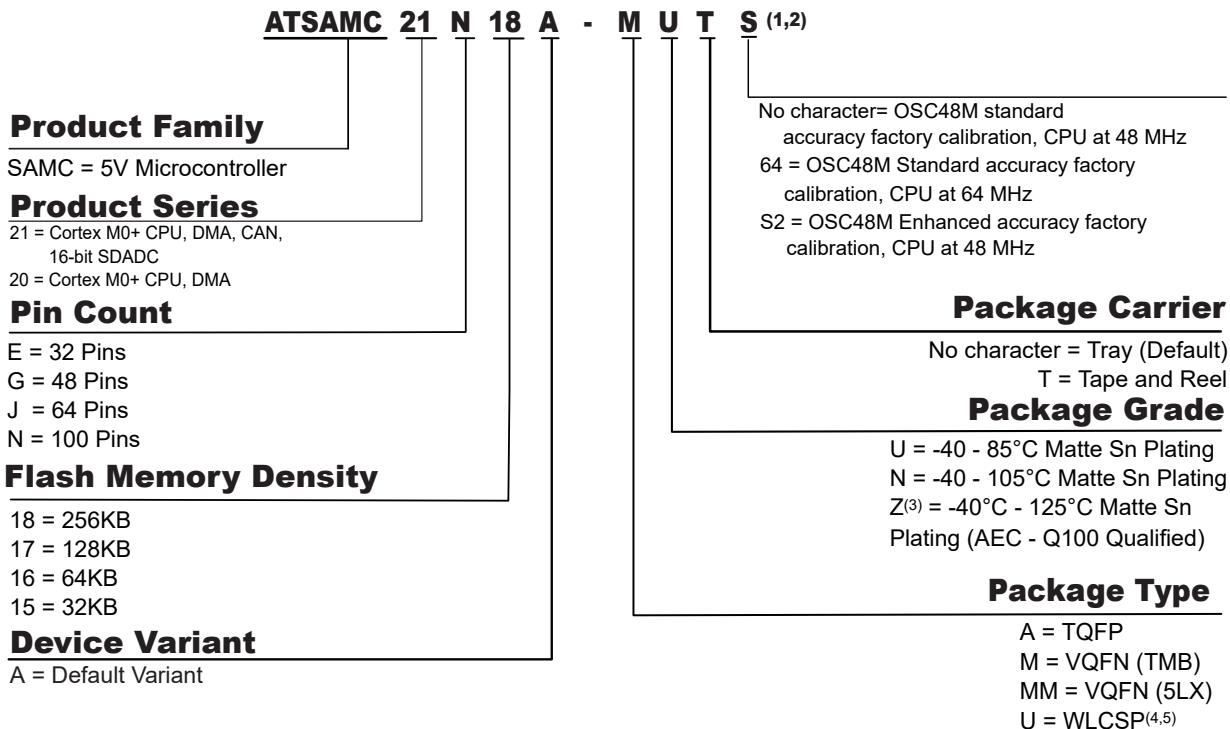 ATSAMC 21 N 18 A - M U T S (1,2)
Product Family
SAMC = 5V Microcontroller
Product Series
21 = Cortex M0+ CPU, DMA, CAN,
16-bit SDADC
20 = Cortex M0+ CPU, DMA
Pin Count
E = 32 Pins
G = 48 Pins
J = 64 Pins
N = 100 Pins
Flash Memory Density
18 = 256KB
17 = 128KB
16 = 64KB
15 = 32KB
Device Variant
A = Default Variant
No character= OSC48M standard
accuracy factory calibration, CPU at 48 MHz
64 = OSC48M Standard accuracy factory
calibration, CPU at 64 MHz
S2 = OSC48M Enhanced accuracy factory
calibration, CPU at 48 MHz
Package Carrier
No character = Tray (Default)
T = Tape and Reel
Package Grade
U = -40 - 85°C Matte Sn Plating
N = -40 - 105°C Matte Sn Plating
Z(3) = -40°C - 125°C Matte Sn
Plating (AEC - Q100 Qualified)
Package Type
A = TQFP
M = VQFN (TMB)
MM = VQFN (5LX)
U = WLCSP(4,5)